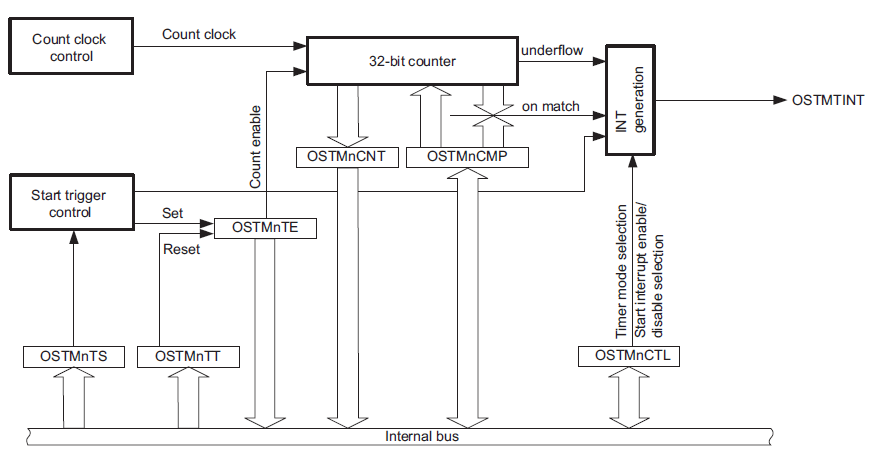 Count clock
control
Count clock
32-bit counter
underflow
on match
INT
generation
OSTMTINT
Count enable
OSTMnCNT
OSTMnCMP
Start trigger
control
Set
Reset
OSTMnTE
Timer mode selection
Start interrupt enable/
disable selection
OSTMnTS
OSTMnTT
OSTMnCTL
Internal bus